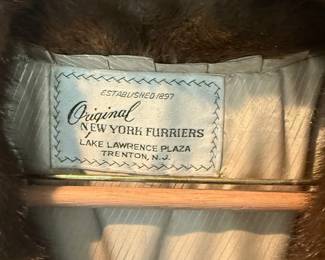 ESTABLISHED 1897
Original
NEW YORK FURRIERS
LAKE LAWRENCE PLAZA
TRENTON, N.J.